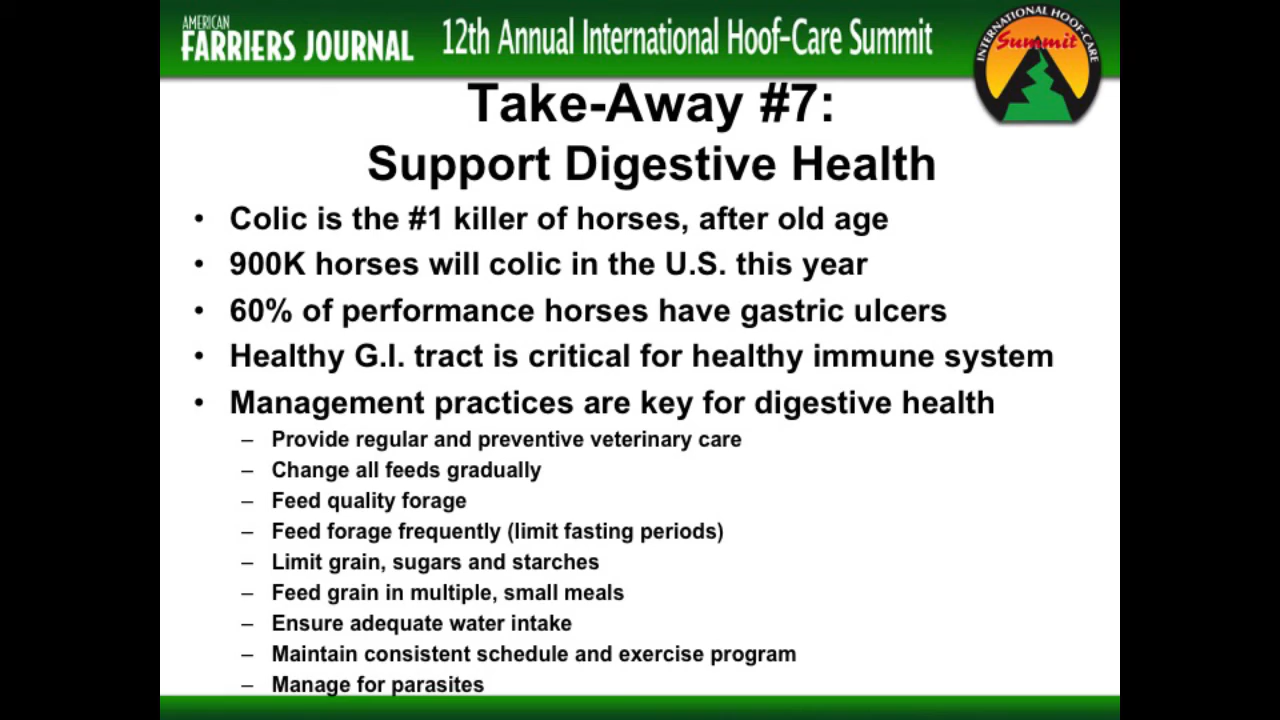 AMERICAN
FARRIERS JOURNAL
12th Annual International Hoof-Care Summit
INTERNATIONAL HOOF-CARE
Summit
Take-Away #7:
Support Digestive Health
• Colic is the #1 killer of horses, after old age
• 900K horses will colic in the U.S. this year
• 60% of performance horses have gastric ulcers
• Healthy G.I. tract is critical for healthy immune system
• Management practices are key for digestive health
– Provide regular and preventive veterinary care
– Change all feeds gradually
– Feed quality forage
– Feed forage frequently (limit fasting periods)
– Limit grain, sugars and starches
– Feed grain in multiple, small meals
– Ensure adequate water intake
– Maintain consistent schedule and exercise program
– Manage for parasites